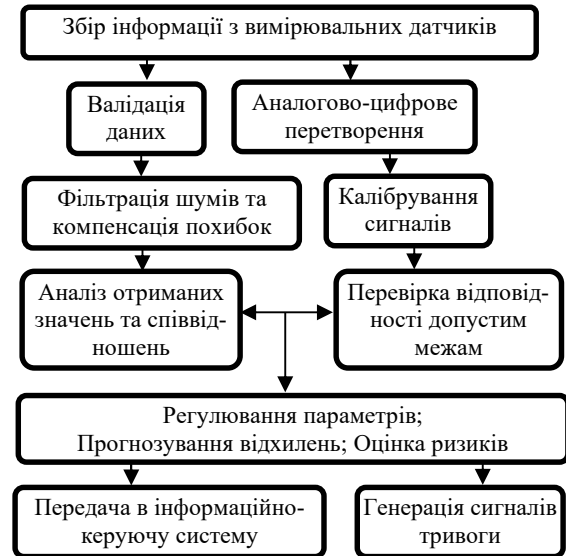 Збір інформації з вимірювальних датчиків
Валідація
даних
Аналогово-цифрове
перетворення
Фільтрація шумів та
компенсація похибок
Калібрування
сигналів
Аналіз отриманих
значень та співвід-
ношень
Перевірка відповід-
ності допустим
межам
Регулювання параметрів;
Прогнозування відхилень; Оцінка ризиків
Передача в інформаційно-
керуючу систему
Генерація сигналів
тривоги